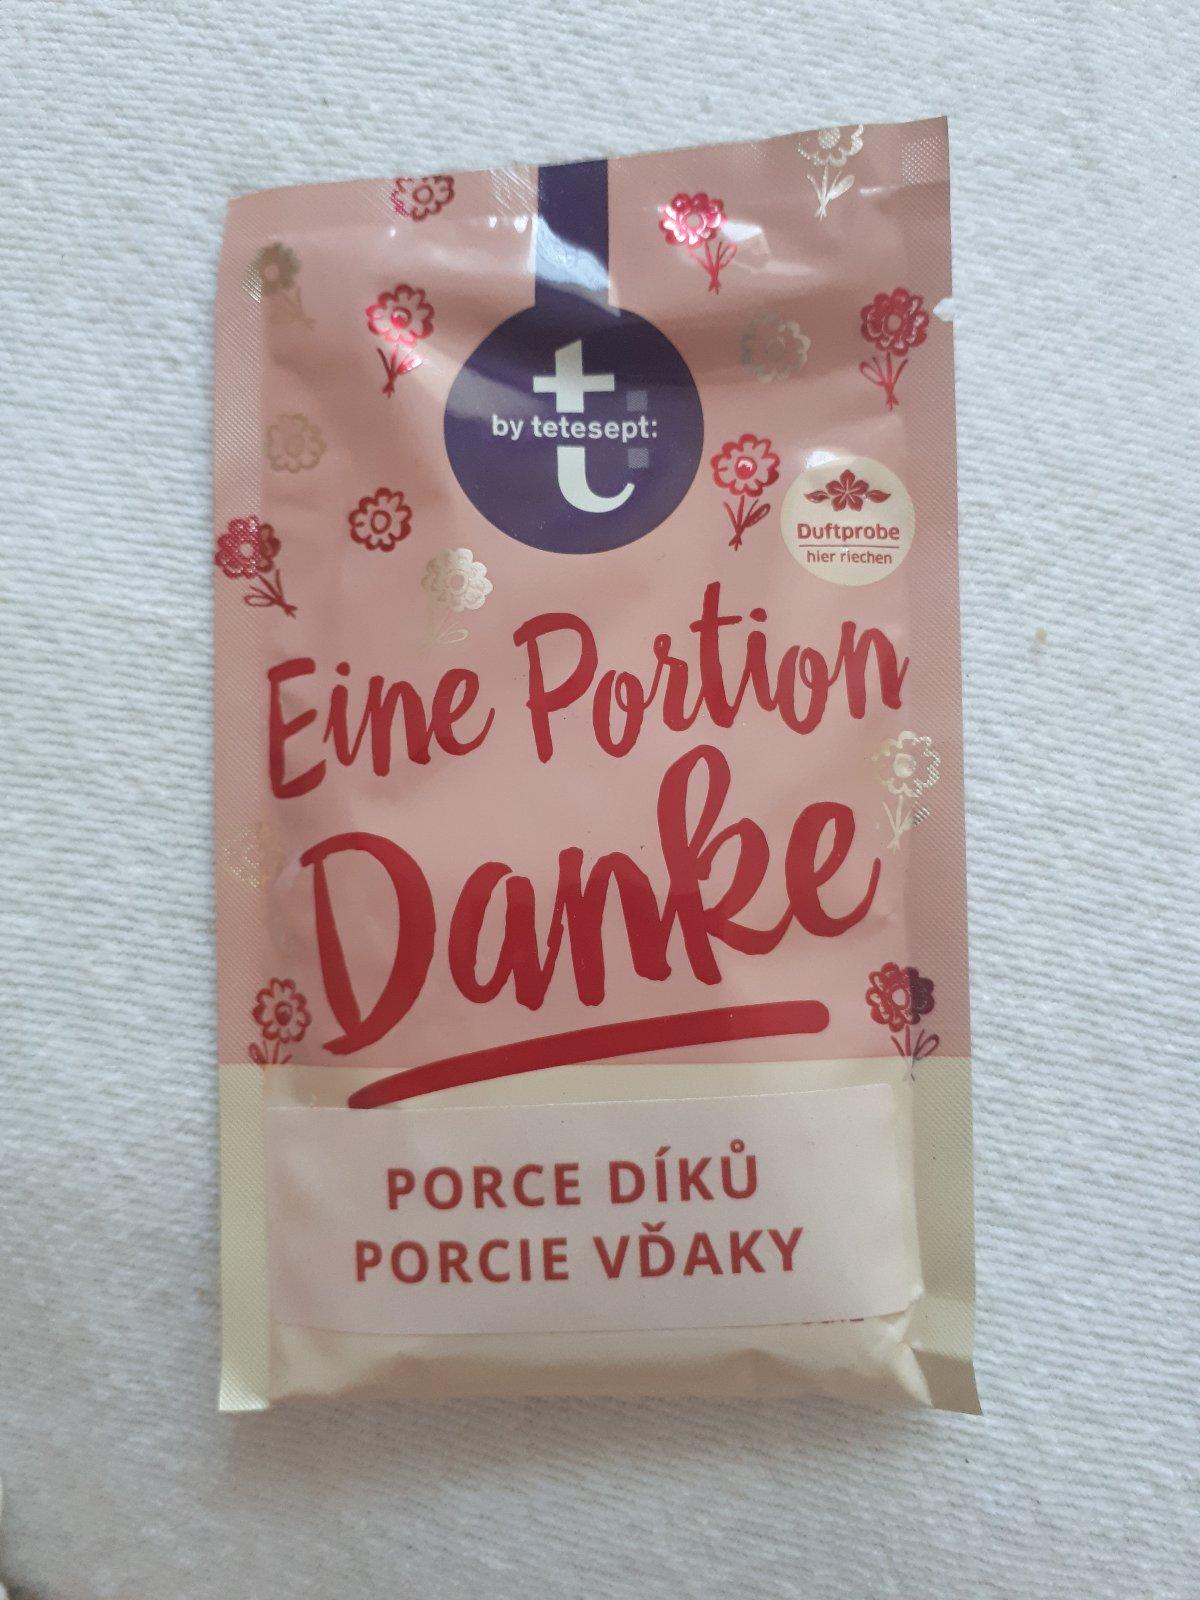 t
by tetesept:
Duftprobe
hier riechen
Eine Portion
Danke
PORCE DÍKŮ
PORCIE VĎAKY